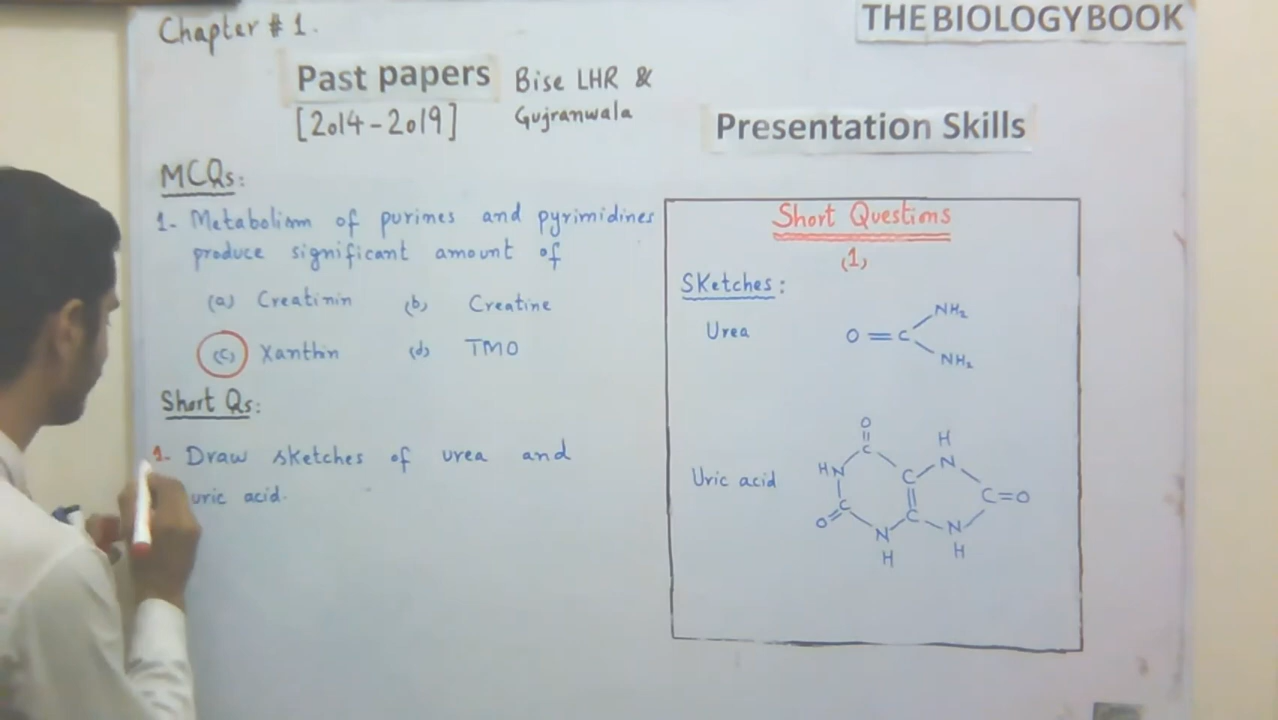 Chapter # 1.
THE BIOLOGY BOOK
Past papers Bise LHR &
[2014-2019] Gujranwala
Presentation Skills
MCQs:
1- Metabolism of purines and pyrimidines
produce significant amount of
(a) Creatinin (b) Creatine
(c) Xanthin (d) TMO
Short Qs:
1- Draw sketches of urea and
uric acid.
Short Questions
(1)
Sketches:
Urea
O=C
NH₂
NH₂
Uric acid
O
C
H
N
HN
C
C=O
C
O
C
N
N
H
H